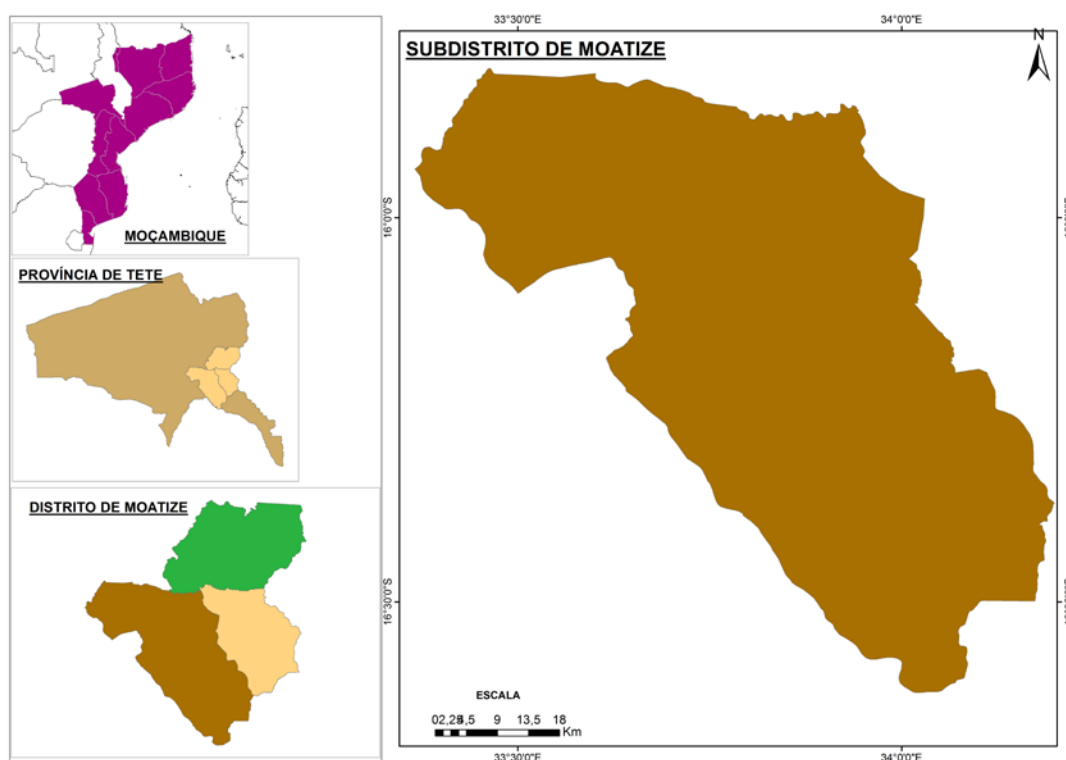 MOÇAMBIQUE
PROVÍNCIA DE TETE
DISTRITO DE MOATIZE
33°30'0"E 34°0'0"E
SUBDISTRITO DE MOATIZE
N
16°0'0"S
16°30'0"S
ESCALA
9 13,5 18
Km
33°30'0"E 34°0'0"E